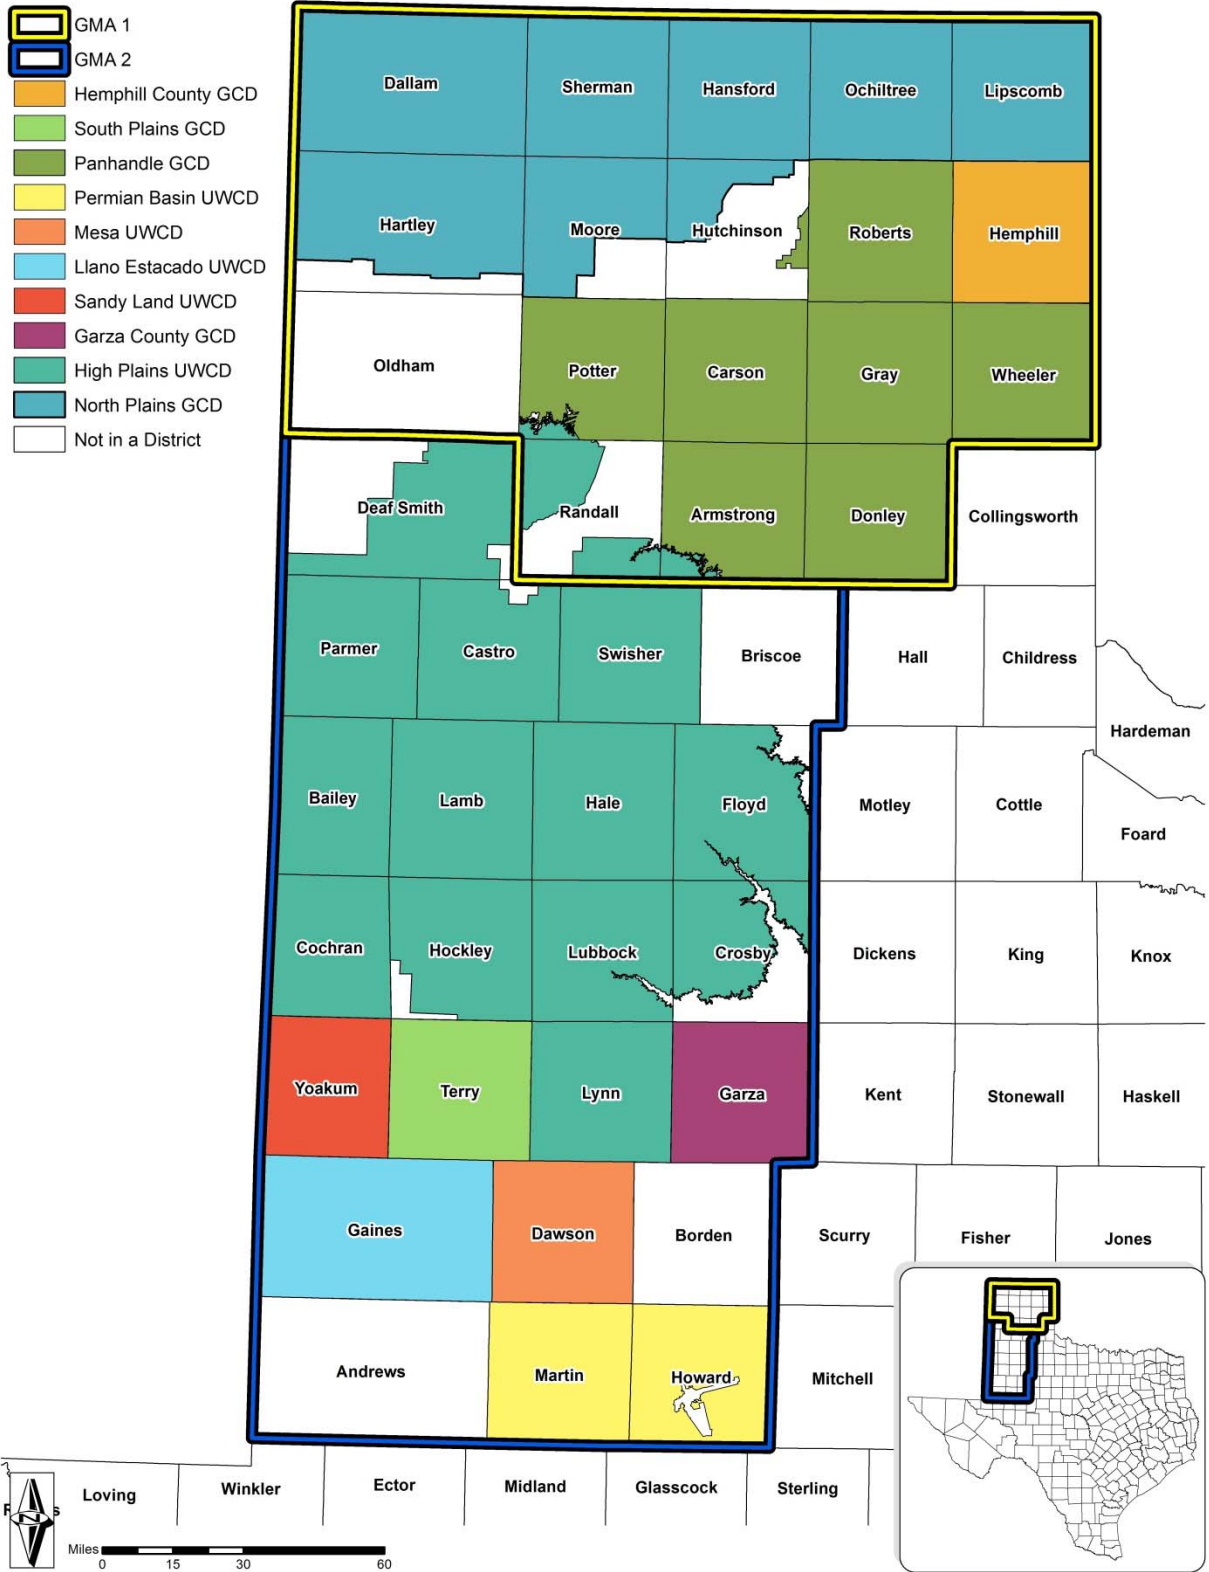 GMA 1
GMA 2
Hemphill County GCD
South Plains GCD
Panhandle GCD
Permian Basin UWCD
Mesa UWCD
Llano Estacado UWCD
Sandy Land UWCD
Garza County GCD
High Plains UWCD
North Plains GCD
Not in a District
Dallam
Sherman
Hansford
Ochiltree
Lipscomb
Hartley
Moore
Hutchinson
Roberts
Hemphill
Oldham
Potter
Carson
Gray
Wheeler
Deaf Smith
Randall
Armstrong
Donley
Collingsworth
Parmer
Castro
Swisher
Briscoe
Hall
Childress
Hardeman
Bailey
Lamb
Hale
Floyd
Motley
Cottle
Foard
Cochran
Hockley
Lubbock
Crosby
Dickens
King
Knox
Yoakum
Terry
Lynn
Garza
Kent
Stonewall
Haskell
Gaines
Dawson
Borden
Scurry
Fisher
Jones
Andrews
Martin
Howard
Mitchell
Loving
Winkler
Ector
Midland
Glasscock
Sterling
N
Miles
0 15 30 60